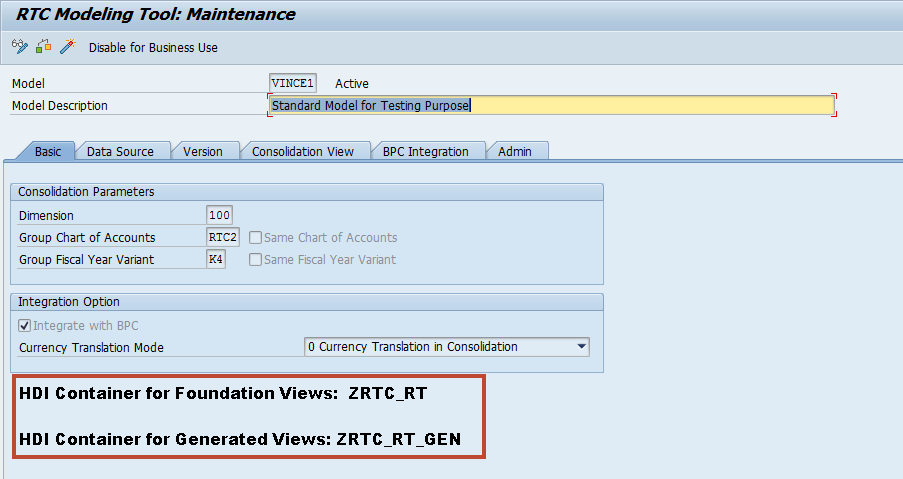 RTC Modeling Tool: Maintenance
Disable for Business Use
Model VINCE1 Active
Model Description Standard Model for Testing Purpose
Basic Data Source Version Consolidation View BPC Integration Admin
Consolidation Parameters
Dimension 100
Group Chart of Accounts RTC2 Same Chart of Accounts
Group Fiscal Year Variant K4 Same Fiscal Year Variant
Integration Option
Integrate with BPC
Currency Translation Mode 0 Currency Translation in Consolidation
HDI Container for Foundation Views: ZRTC_RT
HDI Container for Generated Views: ZRTC_RT_GEN